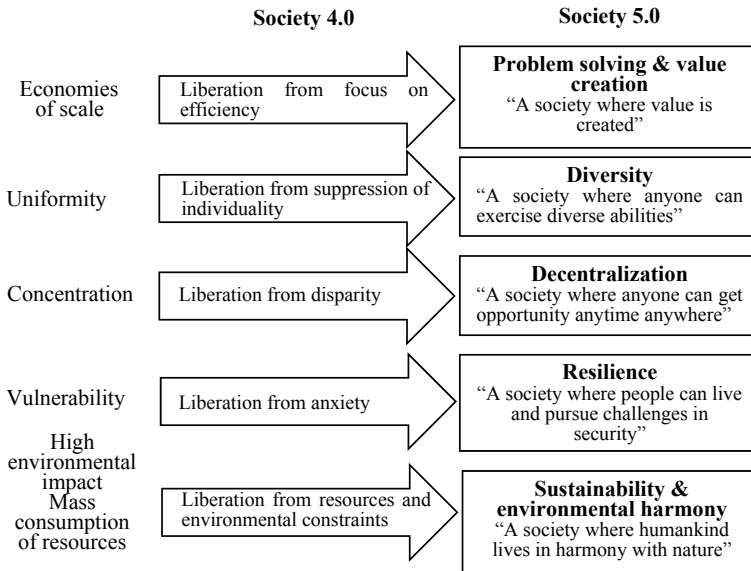 Society 4.0
Society 5.0
Economies
of scale
Liberation from focus on
efficiency
Problem solving & value
creation
“A society where value is
created”
Uniformity
Liberation from suppression of
individuality
Diversity
“A society where anyone can
exercise diverse abilities”
Concentration
Liberation from disparity
Decentralization
“A society where anyone can get
opportunity anytime anywhere”
Vulnerability
Liberation from anxiety
Resilience
“A society where people can live
and pursue challenges in
security”
High
environmental
impact
Mass
consumption
of resources
Liberation from resources and
environmental constraints
Sustainability &
environmental harmony
“A society where humankind
lives in harmony with nature”